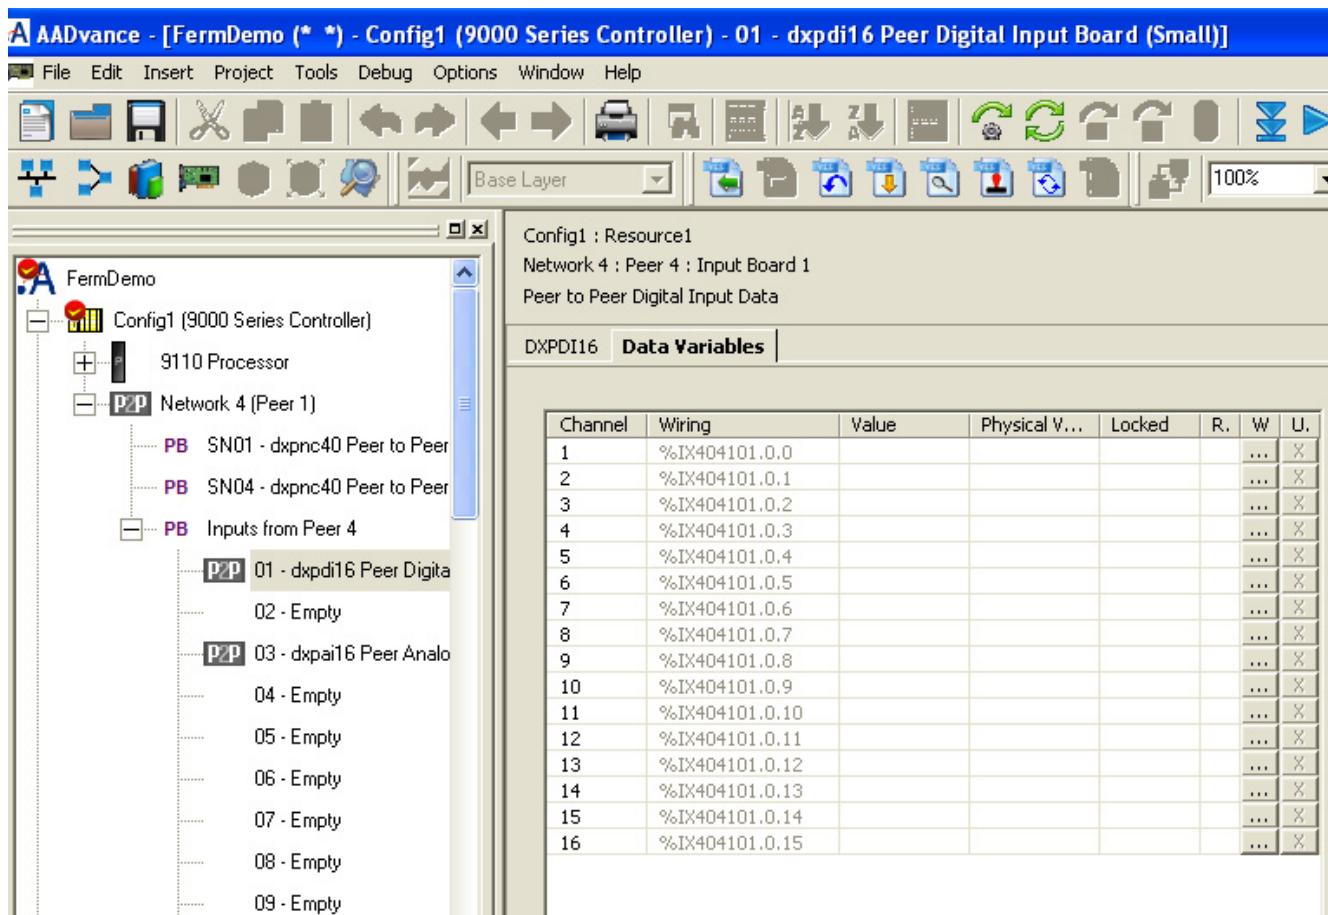 AADvance - [FermDemo (* *) - Config1 (9000 Series Controller) - 01 - dxpdi16 Peer Digital Input Board (Small)]
File Edit Insert Project Tools Debug Options Window Help
Base Layer 100%
Config1 : Resource1
Network 4 : Peer 4 : Input Board 1
Peer to Peer Digital Input Data
DXPDI16 Data Variables
FermDemo
Config1 (9000 Series Controller)
9110 Processor
P2P Network 4 (Peer 1)
PB SN01 - dxpnc40 Peer to Peer
PB SN04 - dxpnc40 Peer to Peer
PB Inputs from Peer 4
P2P 01 - dxpdi16 Peer Digita
02 - Empty
P2P 03 - dxpai16 Peer Analo
04 - Empty
05 - Empty
06 - Empty
07 - Empty
08 - Empty
09 - Empty
Channel Wiring Value Physical V... Locked R. W U.
1 %IX404101.0.0 ... X
2 %IX404101.0.1 ... X
3 %IX404101.0.2 ... X
4 %IX404101.0.3 ... X
5 %IX404101.0.4 ... X
6 %IX404101.0.5 ... X
7 %IX404101.0.6 ... X
8 %IX404101.0.7 ... X
9 %IX404101.0.8 ... X
10 %IX404101.0.9 ... X
11 %IX404101.0.10 ... X
12 %IX404101.0.11 ... X
13 %IX404101.0.12 ... X
14 %IX404101.0.13 ... X
15 %IX404101.0.14 ... X
16 %IX404101.0.15 ... X